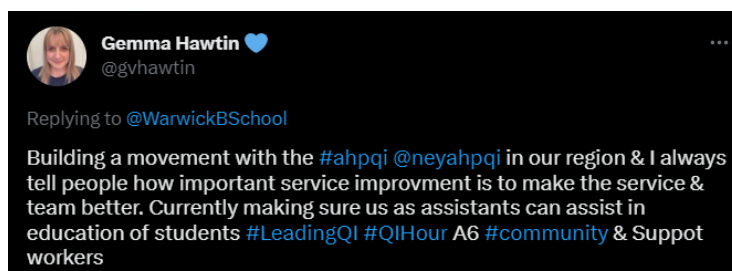 Gemma Hawtin 💙
@gvhawtin
Replying to @WarwickBSchool
Building a movement with the #ahpqi @neyahpqi in our region & I always
tell people how important service improvment is to make the service &
team better. Currently making sure us as assistants can assist in
education of students #LeadingQI #QIHour A6 #community & Suppot
workers